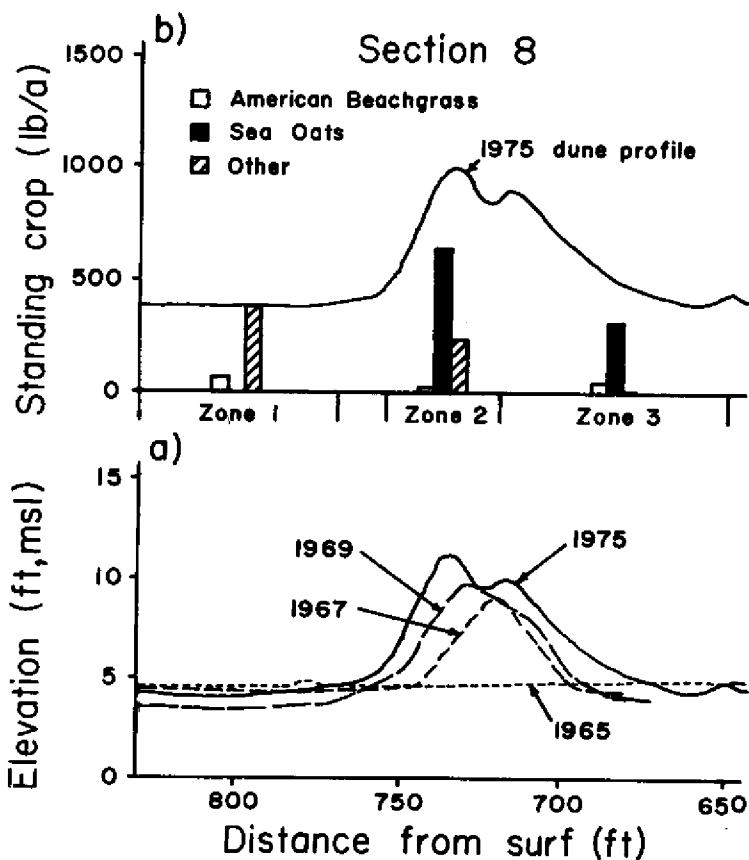 b)
Section 8
Standing crop (lb/a)
1500
1000
500
0
American Beachgrass
Sea Oats
Other
1975 dune profile
Zone 1
Zone 2
Zone 3
a)
Elevation (ft,msl)
15
10
5
0
1969
1967
1975
1965
800
750
700
650
Distance from surf (ft)